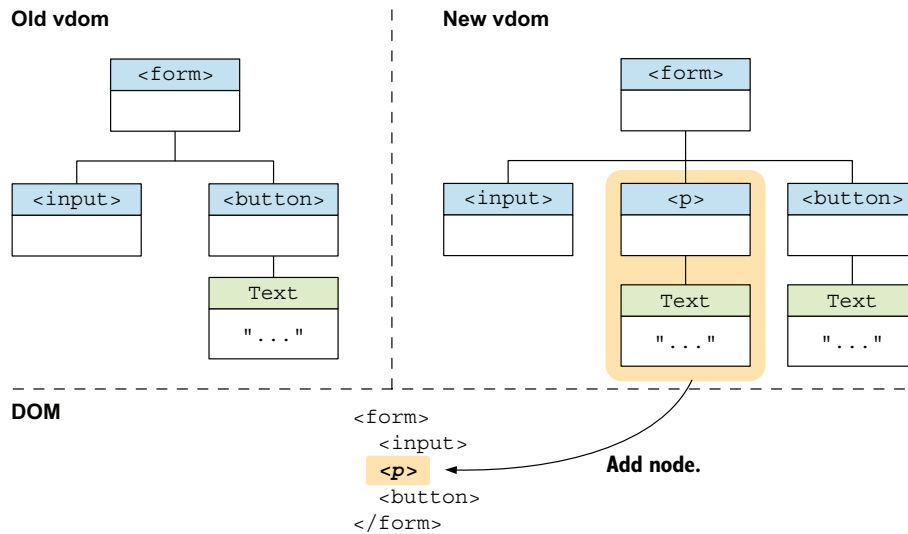 Old vdom
<form>
<input>
<button>
Text
"..."
New vdom
<form>
<input>
<p>
<button>
Text
Text
"..."
"..."
DOM
<form>
<input>
<p>
<button>
</form>
Add node.